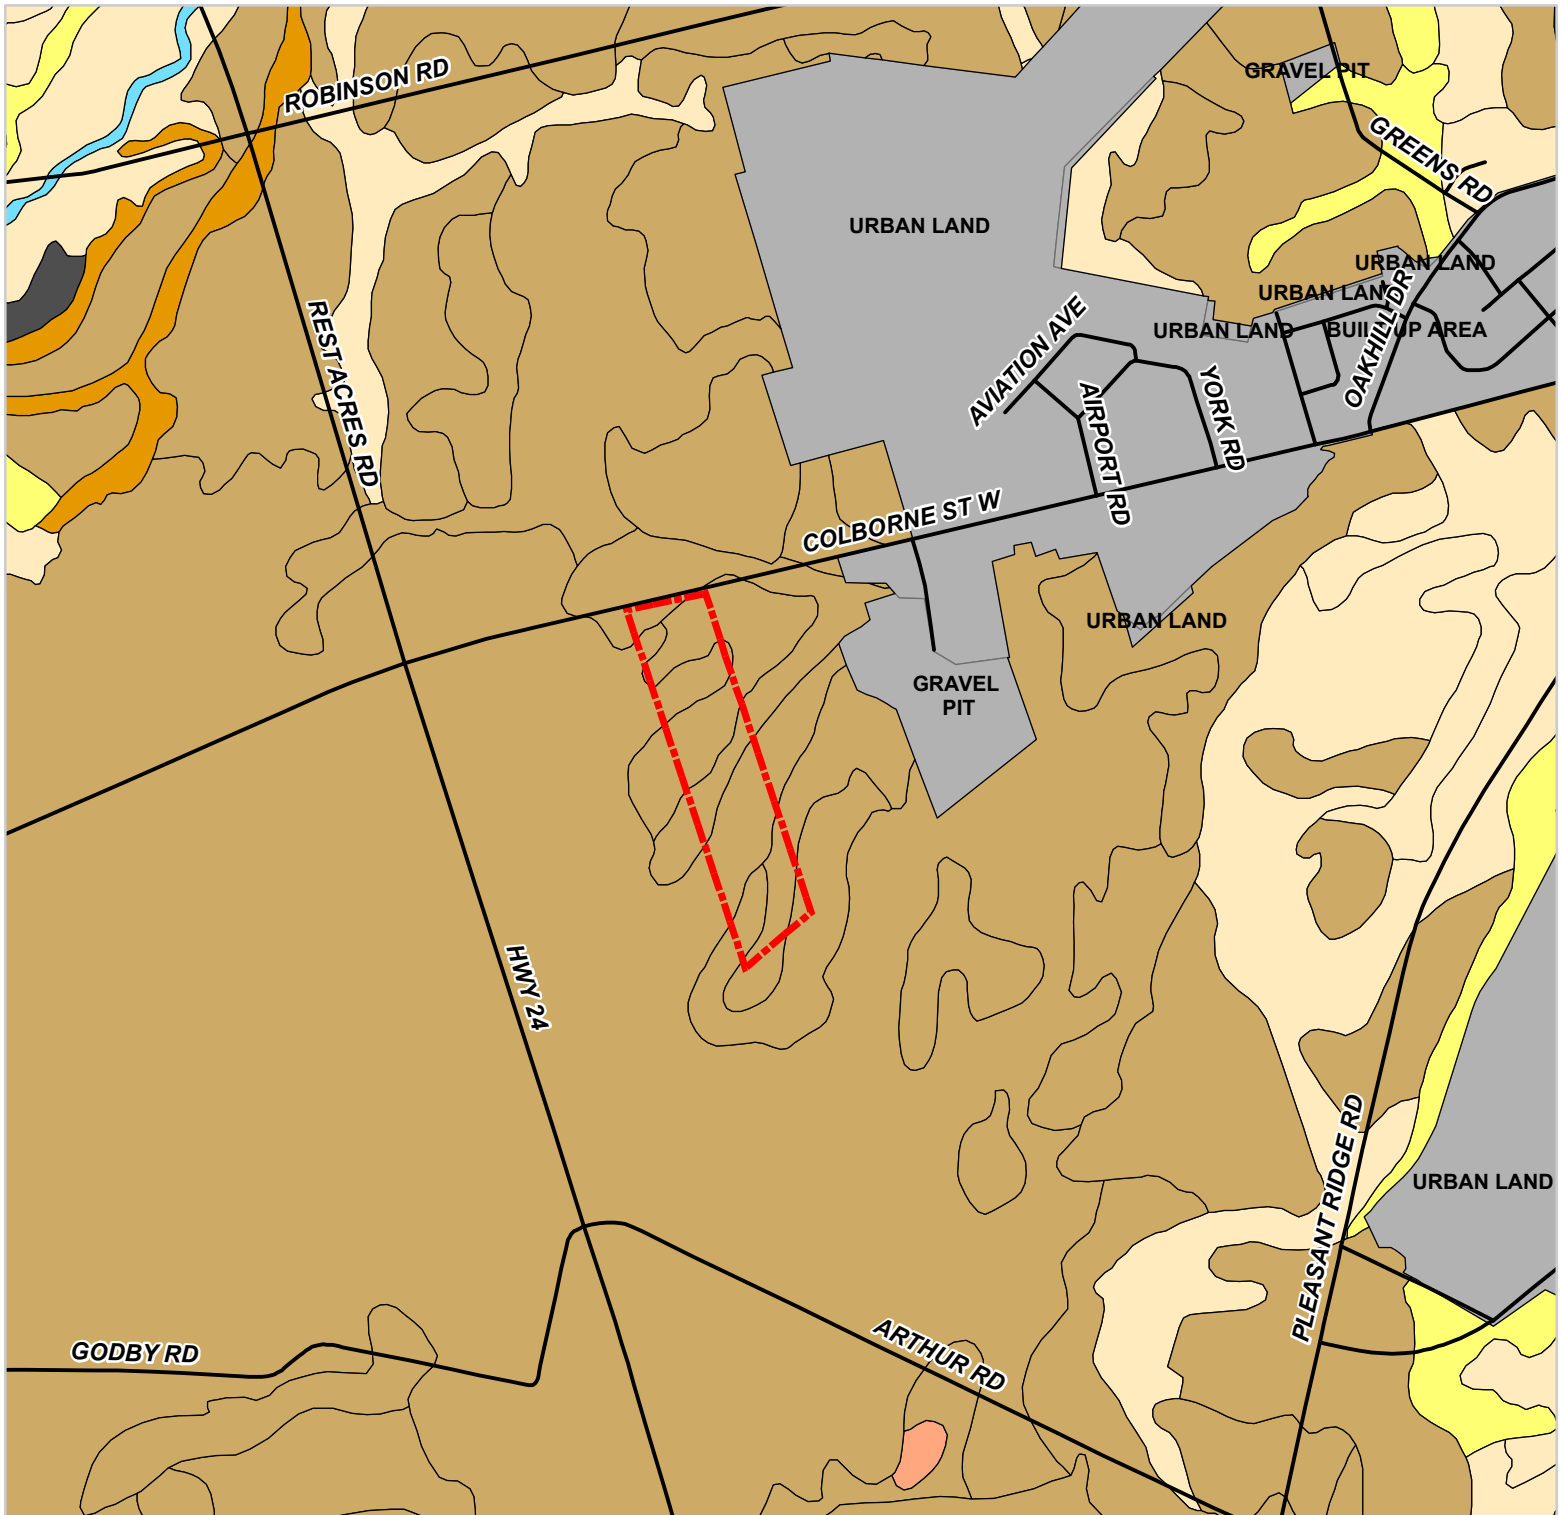 GRAVEL PIT
ROBINSON RD
GREENS RD
URBAN LAND
URBAN LAND
URBAN LAND
URBAN LAND
BUILT UP AREA
OAKHILL DR
AVIATION AVE
REST ACRES RD
YORK RD
AIRPORT RD
COLBORNE ST W
URBAN LAND
GRAVEL
PIT
HWY 24
PLEASANT RIDGE RD
URBAN LAND
ARTHUR RD
GODBY RD